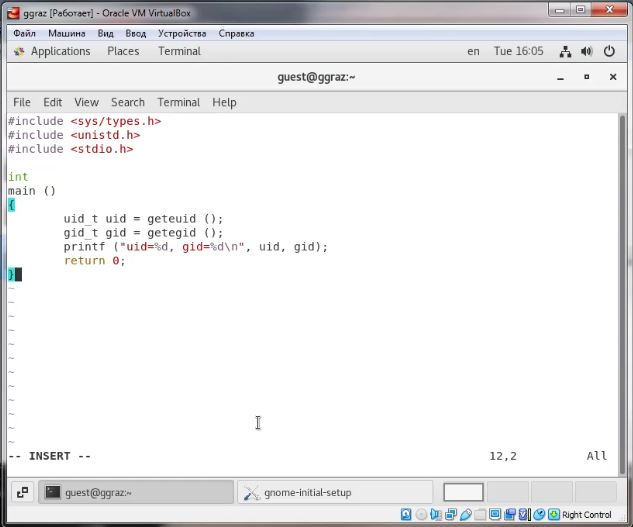 ggraz [Работает] - Oracle VM VirtualBox
Файл Машина Вид Ввод Устройства Справка
Applications Places Terminal en Tue 16:05
guest@ggraz:~
File Edit View Search Terminal Help
#include <sys/types.h>
#include <unistd.h>
#include <stdio.h>
int
main ()
{
uid_t uid = geteuid ();
gid_t gid = getegid ();
printf ("uid=%d, gid=%d\n", uid, gid);
return 0;
}
~
~
~
~
~
~
~
~
~
~
~
~
-- INSERT -- 12,2 All
guest@ggraz:~ gnome-initial-setup
Right Control